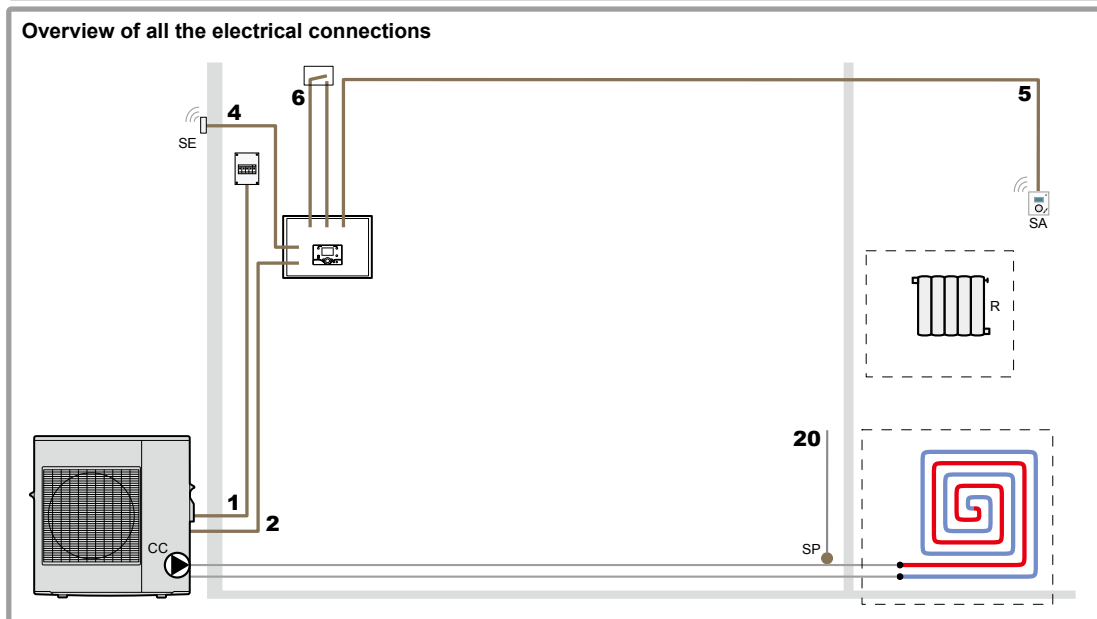 Overview of all the electrical connections
6
5
4
SE
SA
R
20
1
2
CC
SP